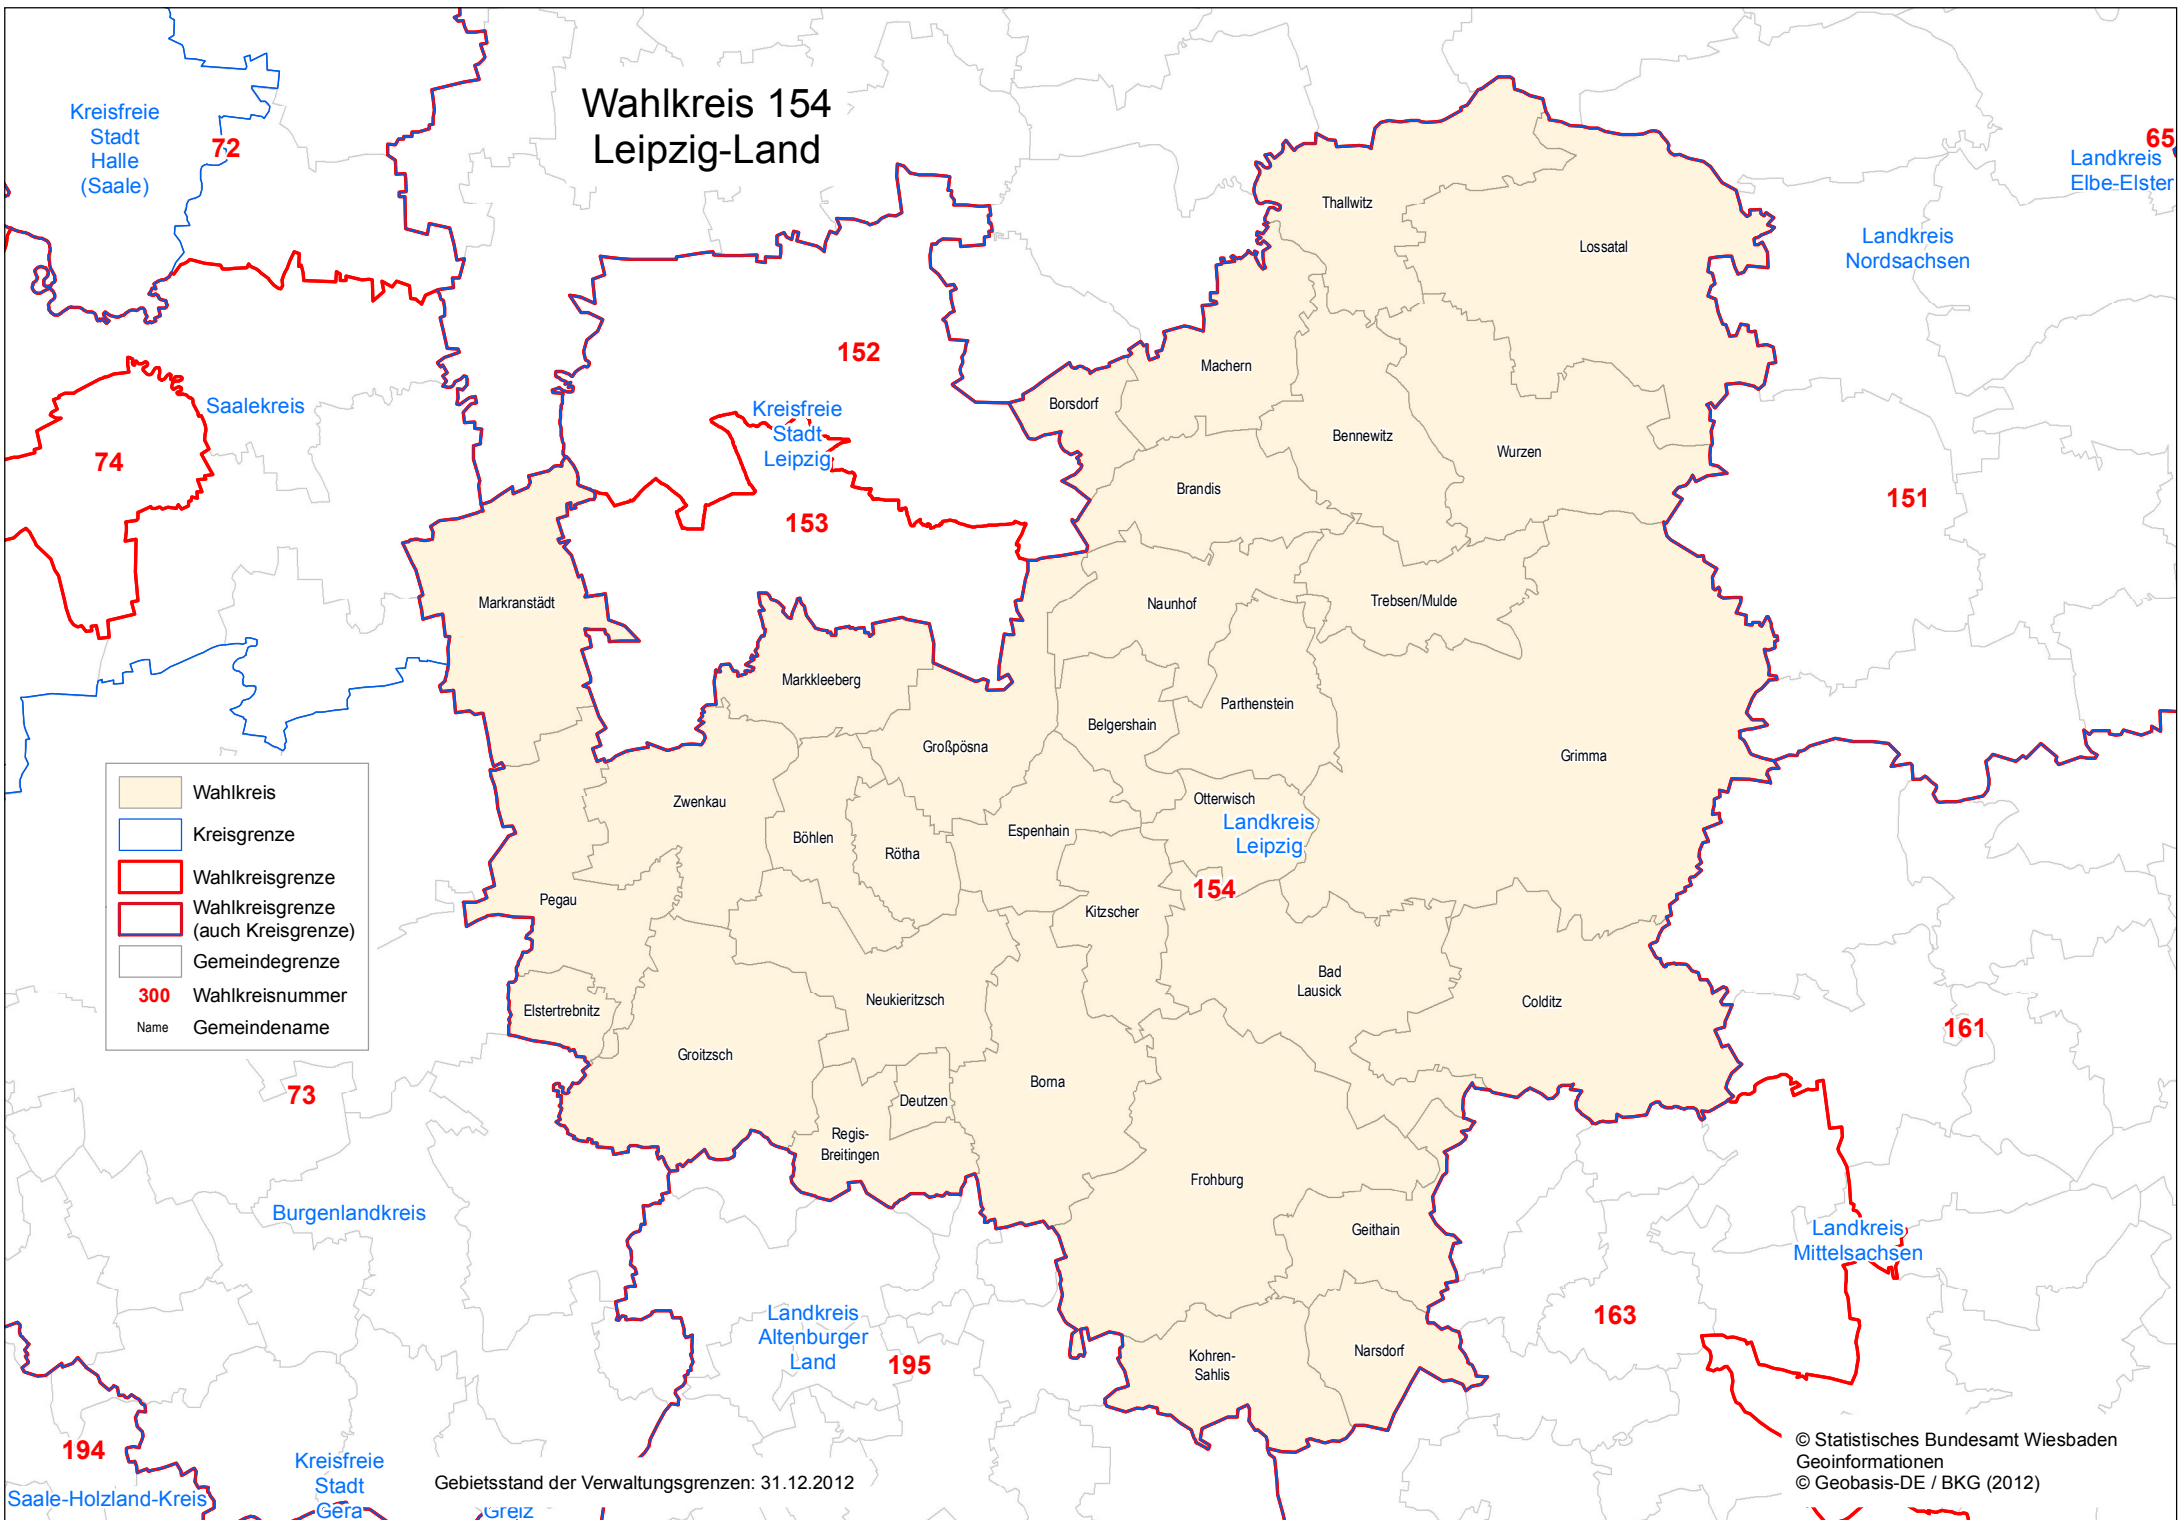 Wahlkreis 154
Leipzig-Land
Kreisfreie
Stadt
Halle
(Saale)
72
65
Landkreis
Elbe-Elster
Landkreis
Nordsachsen
Thallwitz
Lossatal
152
Machern
Borsdorf
Saalekreis
Kreisfreie
Stadt
Leipzig
74
Bennewitz
Wurzen
Brandis
151
153
Markranstädt
Naunhof
Trebsen/Mulde
Markkleeberg
Parthenstein
Belgershain
Großpösna
Grimma
Zwenkau
Otterwisch
Landkreis
Leipzig
Böhlen
Espenhain
Rötha
154
Pegau
Kitzscher
Bad
Lausick
Colditz
Neukieritzsch
Elstertrebnitz
Groitzsch
Borna
Deutzen
Regis-
Breitingen
Frohburg
Geithain
Narsdorf
Kohren-
Sahlis
Wahlkreis
Kreisgrenze
Wahlkreisgrenze
Wahlkreisgrenze
(auch Kreisgrenze)
Gemeindegrenze
300 Wahlkreisnummer
Name Gemeindename
161
73
Burgenlandkreis
Landkreis
Mittelsachsen
163
Landkreis
Altenburger
Land
195
194
Saale-Holzland-Kreis
Kreisfreie
Stadt
Gera
Greiz
Gebietsstand der Verwaltungsgrenzen: 31.12.2012
© Statistisches Bundesamt Wiesbaden
Geoinformationen
© Geobasis-DE / BKG (2012)